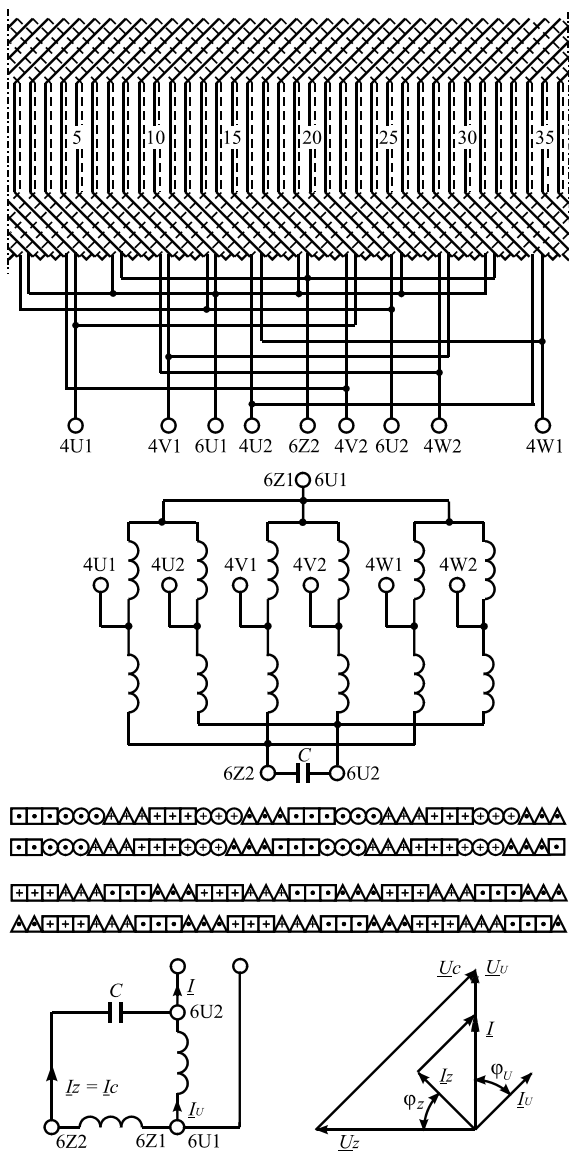 5 10 15 20 25 30 35
4U1 4V1 6U1 4U2 6Z2 4V2 6U2 4W2 4W1
6Z1 6U1
4U1 4U2 4V1 4V2 4W1 4W2
C
6Z2 6U2
C I 6U2
Iz = Ic IU
6Z2 6Z1 6U1
Uc UU
I
Iz φU
φZ IU
Uz